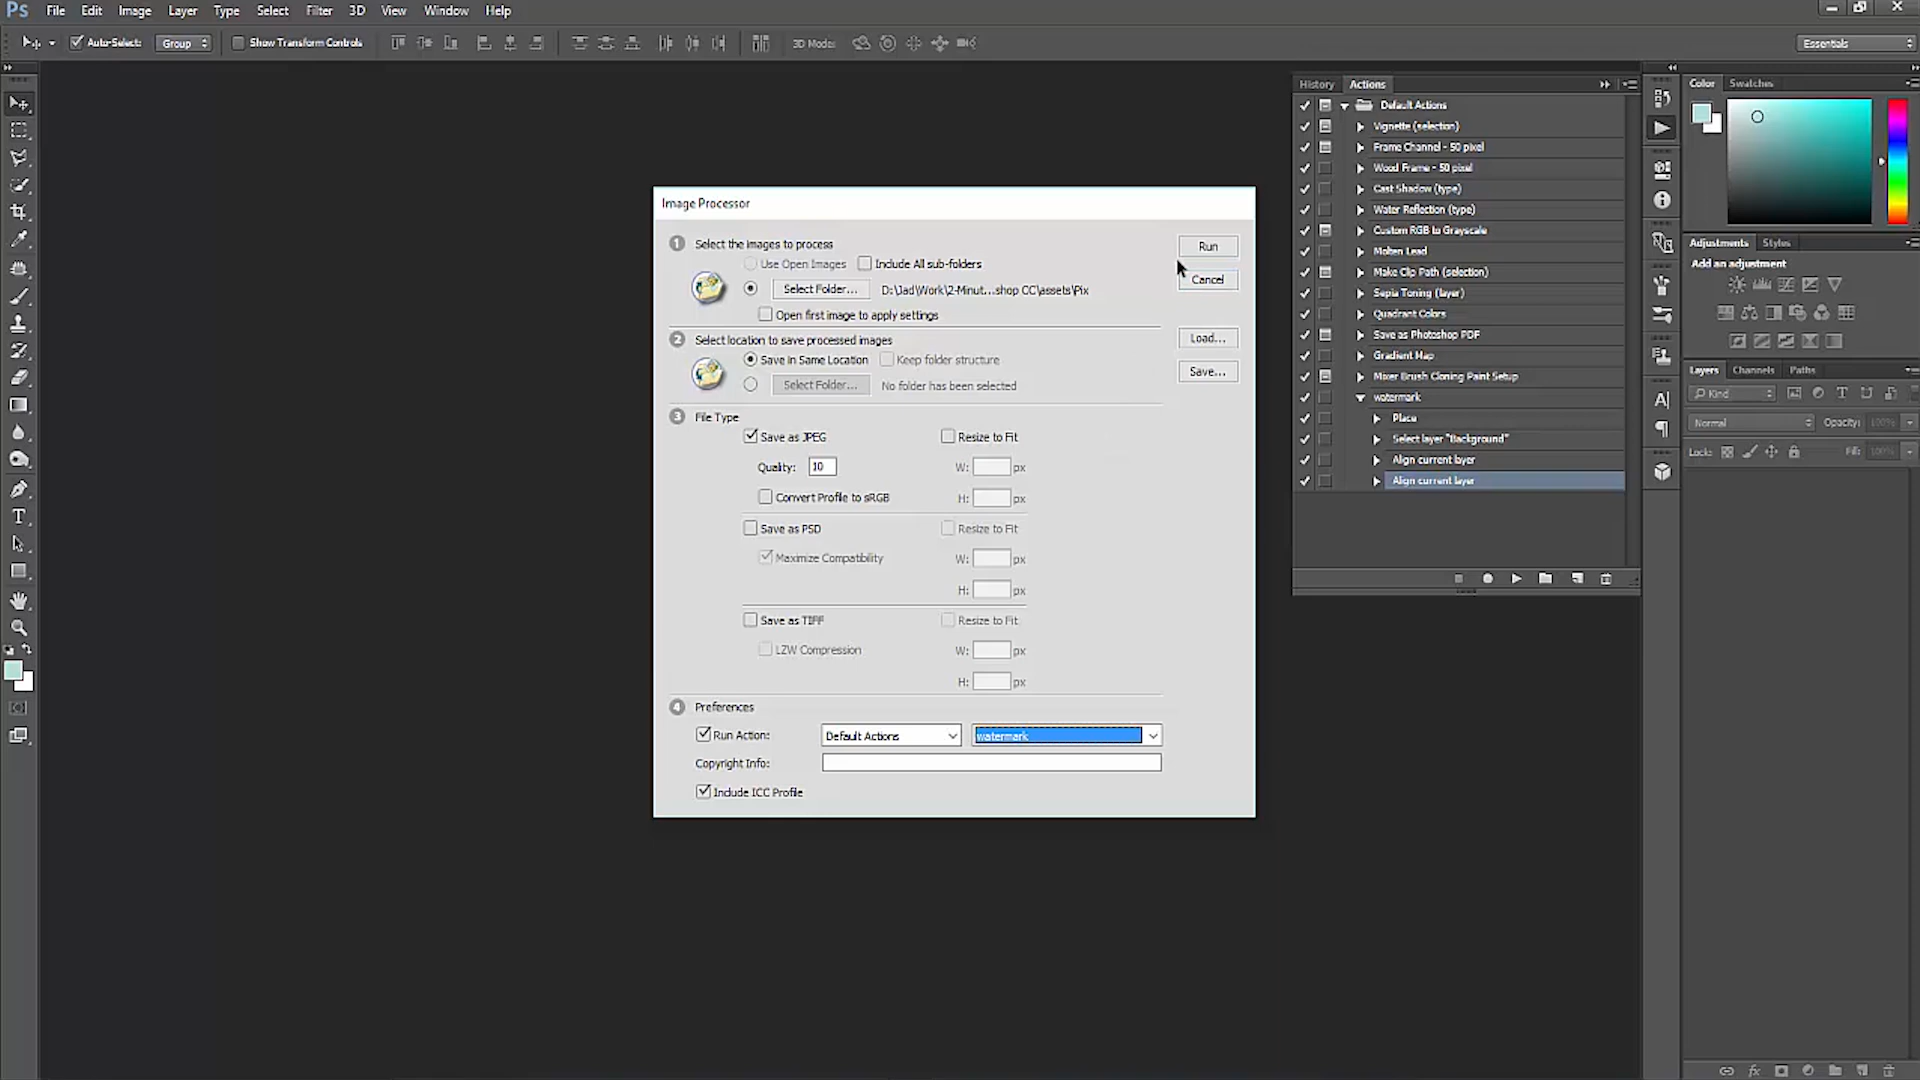 Ps File Edit Image Layer Type Select Filter 3D View Window Help
Auto-Select: Group Show Transform Controls 3D Mode: Essentials
History Actions
Default Actions
Vignette (selection)
Frame Channel - 50 pixel
Wood Frame - 50 pixel
Cast Shadow (type)
Water Reflection (type)
Custom RGB to Grayscale
Molten Lead
Make Clip Path (selection)
Sepia Toning (layer)
Quadrant Colors
Save as Photoshop PDF
Gradient Map
Mixer Brush Cloning Paint Setup
watermark
Place
Select layer "Background"
Align current layer
Align current layer
Color Swatches
Adjustments Styles
Add an adjustment
Layers Channels Paths
Kind
Normal Opacity: 100%
Lock: Fill: 100%
Image Processor
1 Select the images to process
Use Open Images Include All sub-folders
Select Folder... D:\Jad\Work\2-Minut...shop CC\assets\Pix
Open first image to apply settings
Run
Cancel
Load...
Save...
2 Select location to save processed images
Save in Same Location Keep folder structure
Select Folder... No folder has been selected
3 File Type
Save as JPEG Resize to Fit
Quality: 10 W: px
Convert Profile to sRGB H: px
Save as PSD Resize to Fit
Maximize Compatibility W: px
H: px
Save as TIFF Resize to Fit
LZW Compression W: px
H: px
4 Preferences
Run Action: Default Actions watermark
Copyright Info:
Include ICC Profile